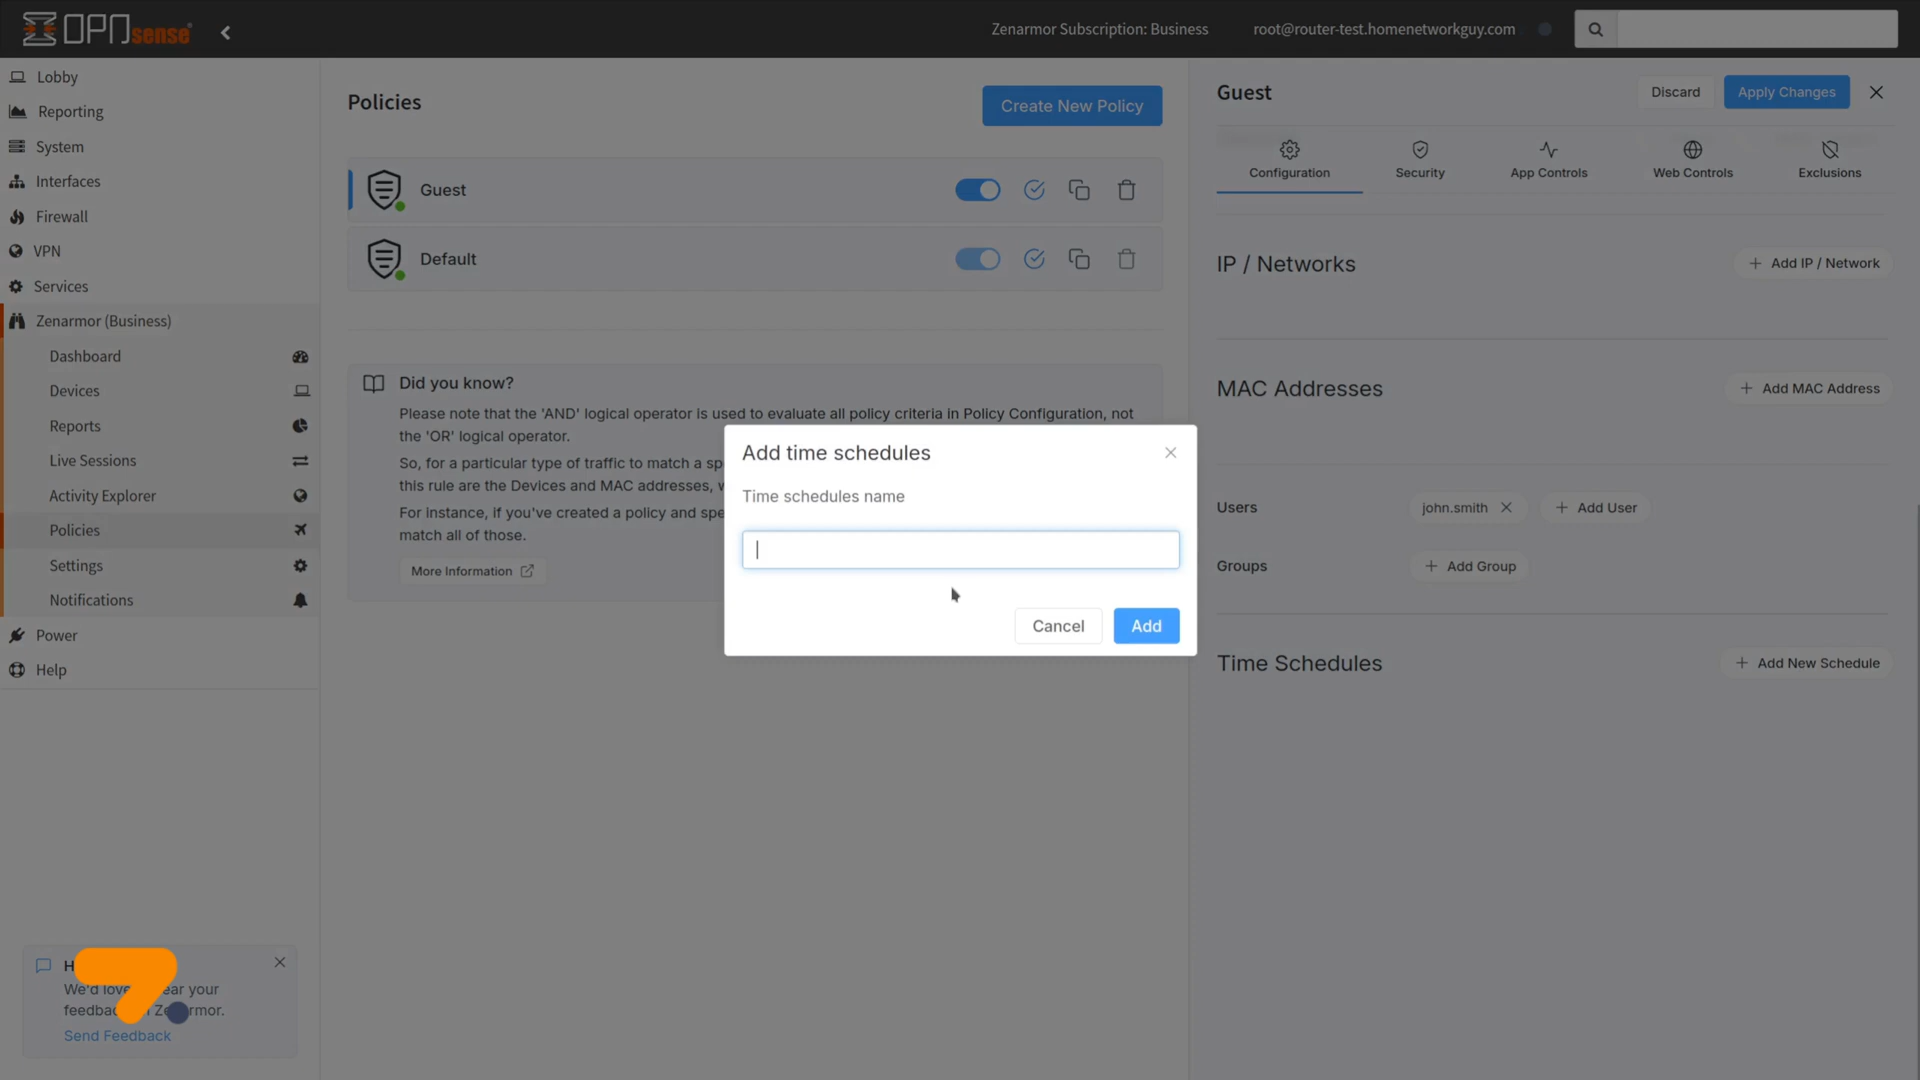 OPNsense
Zenarmor Subscription: Business
root@router-test.homenetworkguy.com
Lobby
Reporting
System
Interfaces
Firewall
VPN
Services
Zenarmor (Business)
Dashboard
Devices
Reports
Live Sessions
Activity Explorer
Policies
Settings
Notifications
Power
Help
We'd love
ear your
Send Feedback
Policies
Create New Policy
Guest
Default
Did you know?
Please note that the 'AND' logical operator is used to evaluate all policy criteria in Policy Configuration, not
the 'OR' logical operator.
So, for a particular type of traffic to match a
this rule are the Devices and MAC addresses,
For instance, if you've created a policy and
match all of those.
More Information
Add time schedules
Time schedules name
Cancel
Add
Guest
Discard
Apply Changes
Configuration
Security
App Controls
Web Controls
Exclusions
IP / Networks
Add IP / Network
MAC Addresses
Add MAC Address
Users
john.smith
Add User
Groups
Add Group
Time Schedules
Add New Schedule